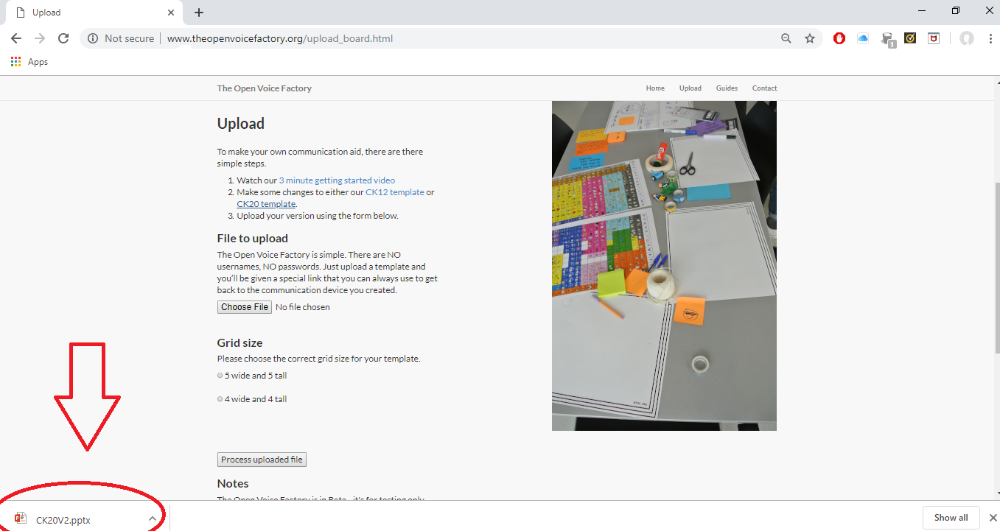 Upload
Not secure
www.theopenvoicefactory.org/upload_board.html
1
Apps
The Open Voice Factory
Home
Upload
Guides
Contact
Upload
To make your own communication aid, there are there
simple steps.
1. Watch our 3 minute getting started video
2. Make some changes to either our CK12 template or
CK20 template.
3. Upload your version using the form below.
File to upload
The Open Voice Factory is simple. There are NO
usernames, NO passwords. Just upload a template and
you'll be given a special link that you can always use to get
back to the communication device you created.
Choose File No file chosen
Grid size
Please choose the correct grid size for your template.
5 wide and 5 tall
4 wide and 4 tall
Process uploaded file
Notes
The Open Voice Factory is in Beta - it's for testing only
CK20V2.pptx
Show all